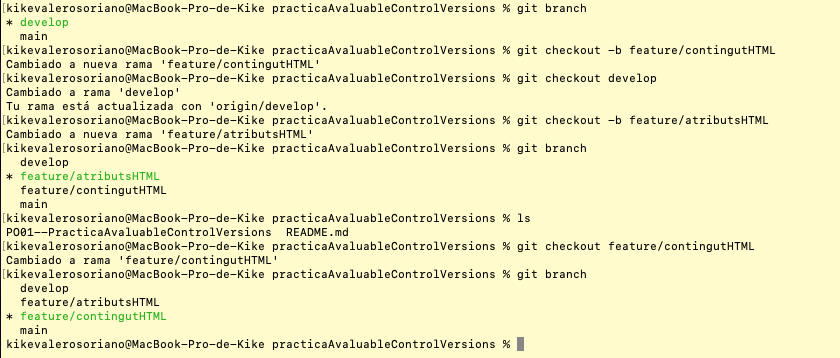 [kikevalerosoriano@MacBook-Pro-de-Kike practicaAvaluableControlVersions % git branch
* develop
  main
[kikevalerosoriano@MacBook-Pro-de-Kike practicaAvaluableControlVersions % git checkout -b feature/contingutHTML
Cambiado a nueva rama 'feature/contingutHTML'
[kikevalerosoriano@MacBook-Pro-de-Kike practicaAvaluableControlVersions % git checkout develop
Cambiado a rama 'develop'
Tu rama está actualizada con 'origin/develop'.
[kikevalerosoriano@MacBook-Pro-de-Kike practicaAvaluableControlVersions % git checkout -b feature/atributsHTML
Cambiado a nueva rama 'feature/atributsHTML'
[kikevalerosoriano@MacBook-Pro-de-Kike practicaAvaluableControlVersions % git branch
  develop
* feature/atributsHTML
  feature/contingutHTML
  main
[kikevalerosoriano@MacBook-Pro-de-Kike practicaAvaluableControlVersions % ls
PO01--PracticaAvaluableControlVersions  README.md
[kikevalerosoriano@MacBook-Pro-de-Kike practicaAvaluableControlVersions % git checkout feature/contingutHTML
Cambiado a rama 'feature/contingutHTML'
[kikevalerosoriano@MacBook-Pro-de-Kike practicaAvaluableControlVersions % git branch
  develop
  feature/atributsHTML
* feature/contingutHTML
  main
kikevalerosoriano@MacBook-Pro-de-Kike practicaAvaluableControlVersions %